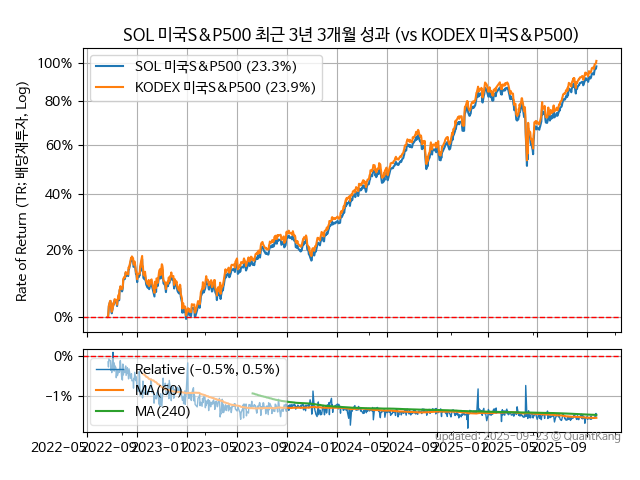 SOL 미국S&P500 최근 3년 3개월 성과 (vs KODEX 미국S&P500)
Rate of Return (TR; 배당재투자, Log)
100%
80%
60%
40%
20%
0%
SOL 미국S&P500 (23.3%)
KODEX 미국S&P500 (23.9%)
0%
−1%
Relative (−0.5%, 0.5%)
MA(60)
MA(240)
updated: 2025-09-23 © QuantKang
2022-05 2022-09 2023-01 2023-05 2023-09 2024-01 2024-05 2024-09 2025-01 2025-05 2025-09